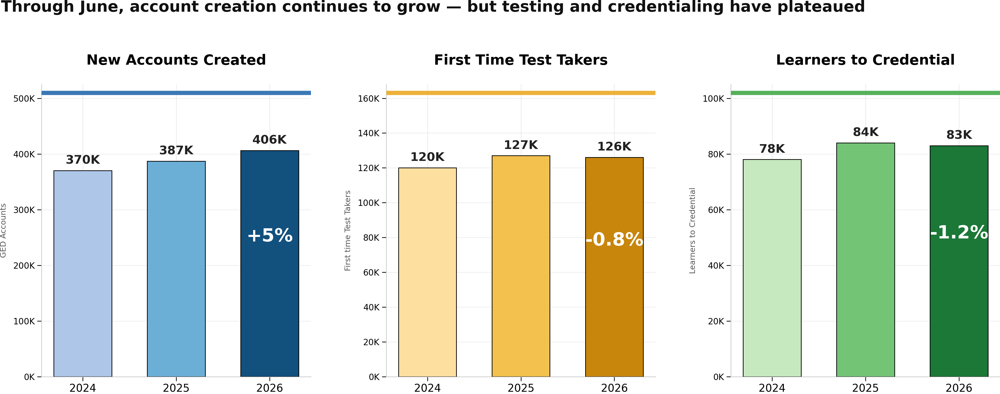 Through June, account creation continues to grow — but testing and credentialing have plateaued
New Accounts Created
GED Accounts
500K
400K
300K
200K
100K
0K
370K
387K
406K
+5%
2024
2025
2026
First Time Test Takers
First time Test Takers
160K
140K
120K
100K
80K
60K
40K
20K
0K
120K
127K
126K
-0.8%
2024
2025
2026
Learners to Credential
Learners to Credential
100K
80K
60K
40K
20K
0K
78K
84K
83K
-1.2%
2024
2025
2026